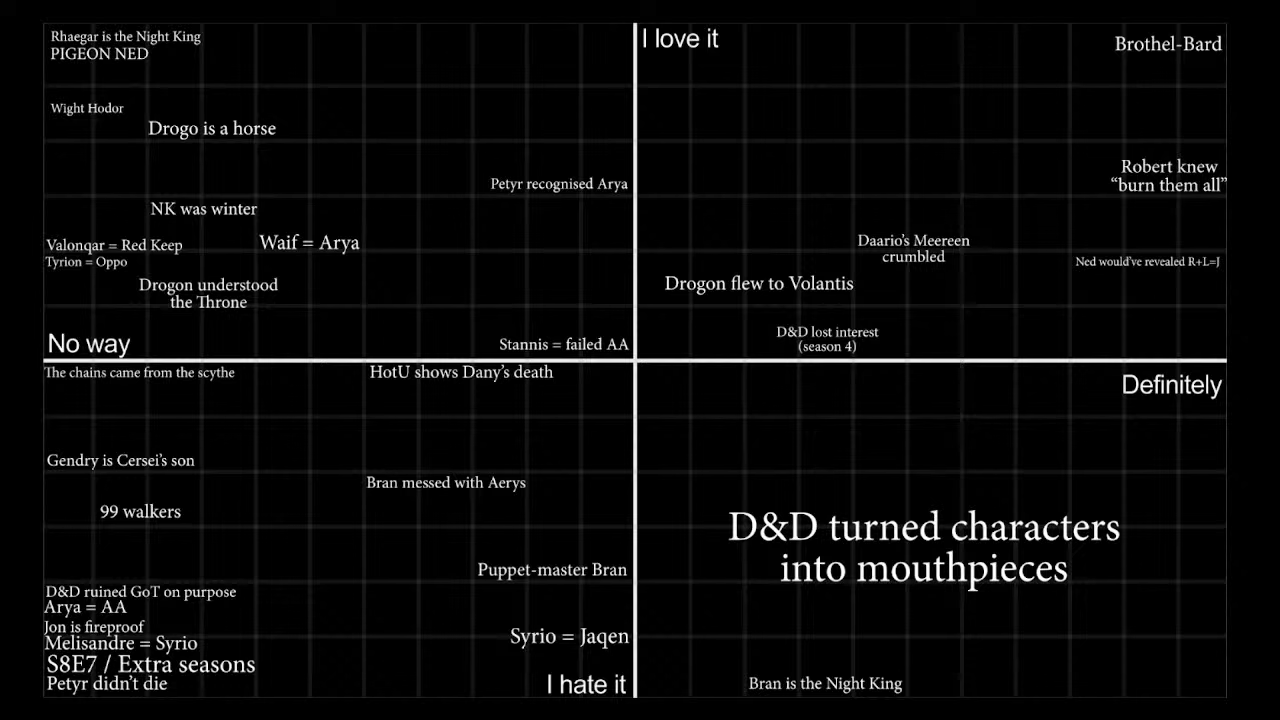 Rhaegar is the Night King
PIGEON NED
Wight Hodor
Drogo is a horse
Petyr recognised Arya
NK was winter
Valonqar = Red Keep
Waif = Arya
Tyrion = Oppo
Drogon understood
the Throne
No way
Stannis = failed AA
I love it
Brothel-Bard
Robert knew
“burn them all”
Daario’s Meereen
crumbled
Ned would’ve revealed R+L=J
Drogon flew to Volantis
D&D lost interest
(season 4)
The chains came from the scythe
HotU shows Dany’s death
Gendry is Cersei’s son
Bran messed with Aerys
99 walkers
Puppet-master Bran
D&D ruined GoT on purpose
Arya = AA
Jon is fireproof
Melisandre = Syrio
Syrio = Jaqen
S8E7 / Extra seasons
Petyr didn’t die
I hate it
Definitely
D&D turned characters
into mouthpieces
Bran is the Night King